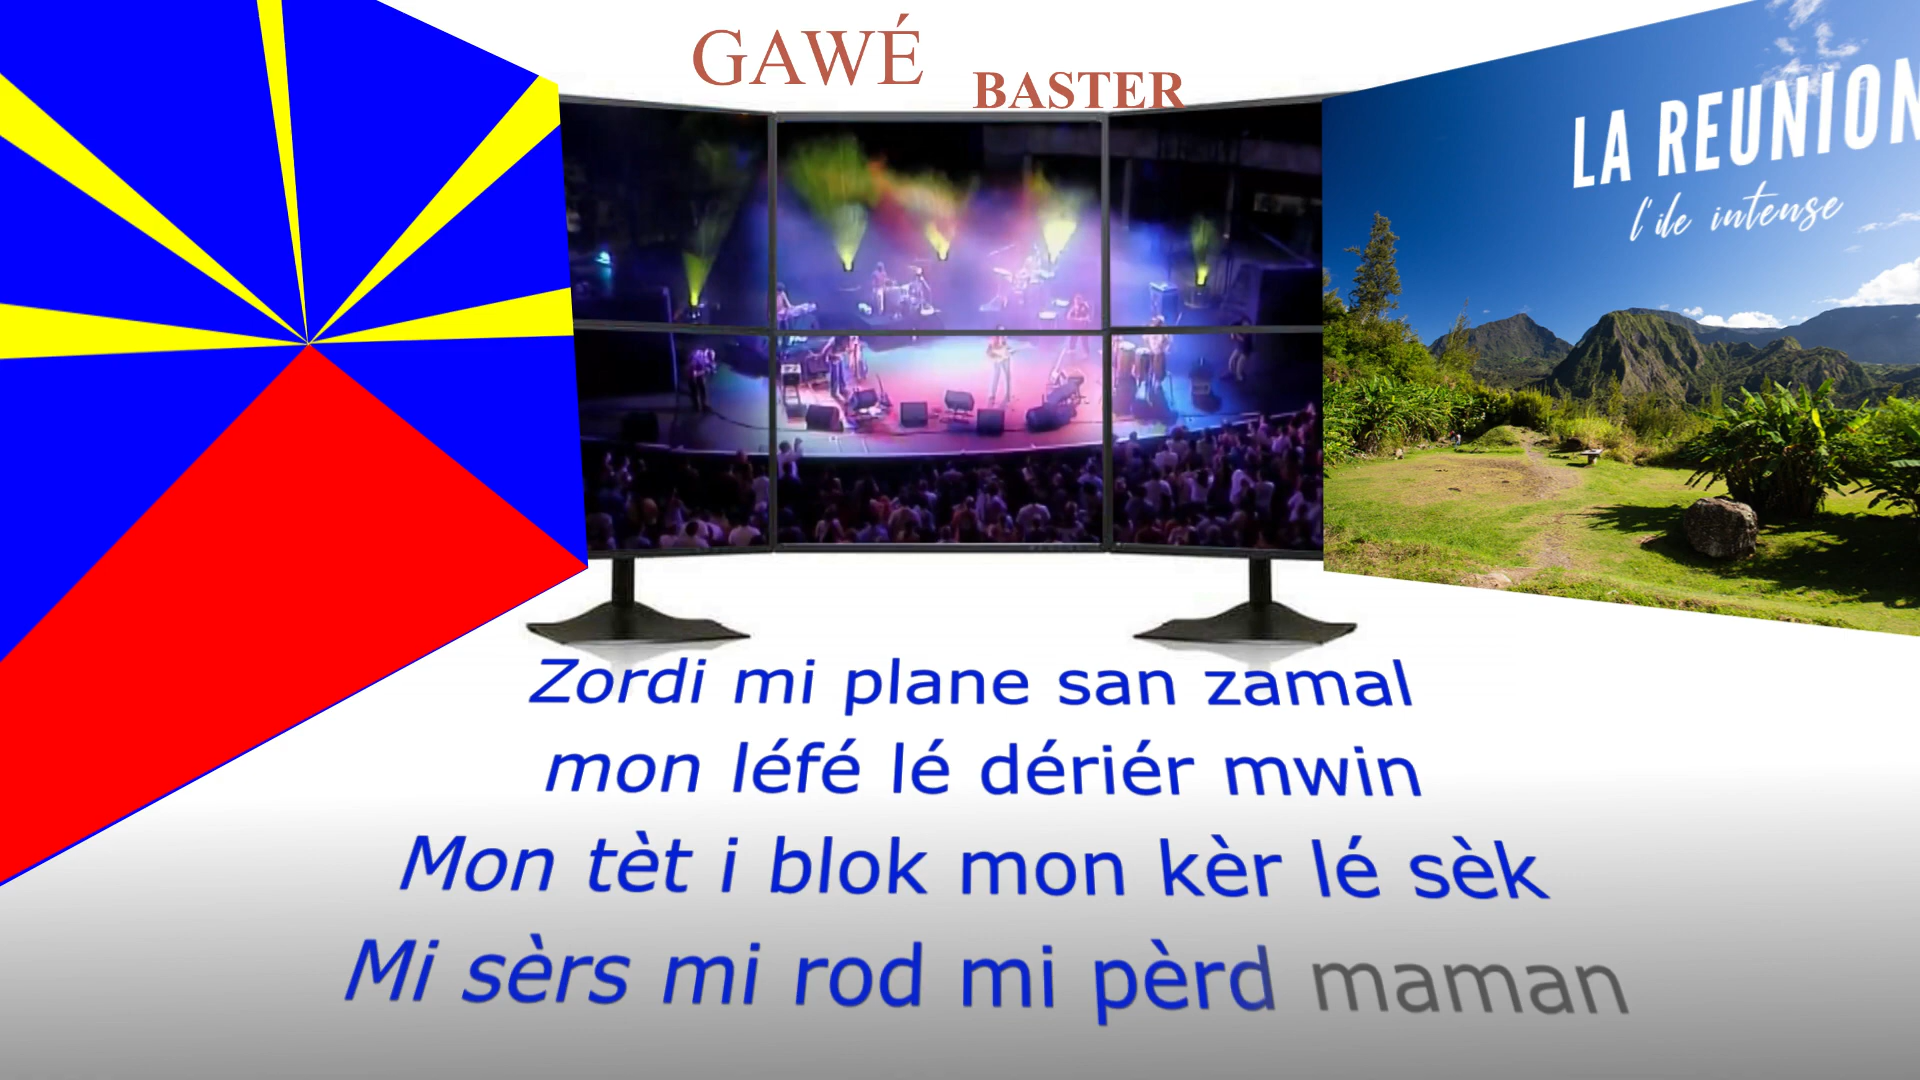 GAWÉ
BASTER
LA REUNION
l'ile intense
Zordi mi plane san zamal
mon léfé lé dériér mwin
Mon tèt i blok mon kèr lé sèk
Mi sèrs mi rod mi pèrd maman